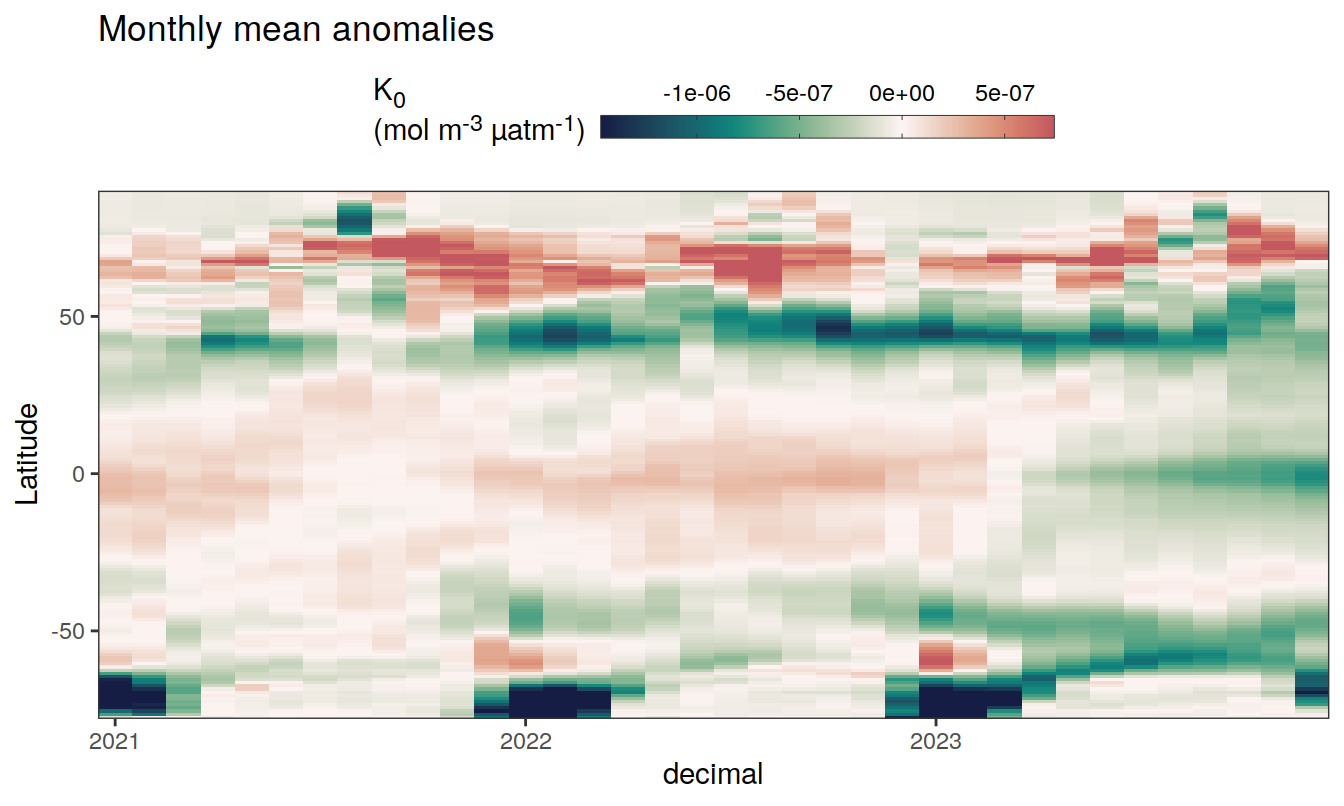 Monthly mean anomalies
K₀
(mol m⁻³ µatm⁻¹)
-1e-06 -5e-07 0e+00 5e-07
Latitude
50
0
-50
2021 2022 2023
decimal